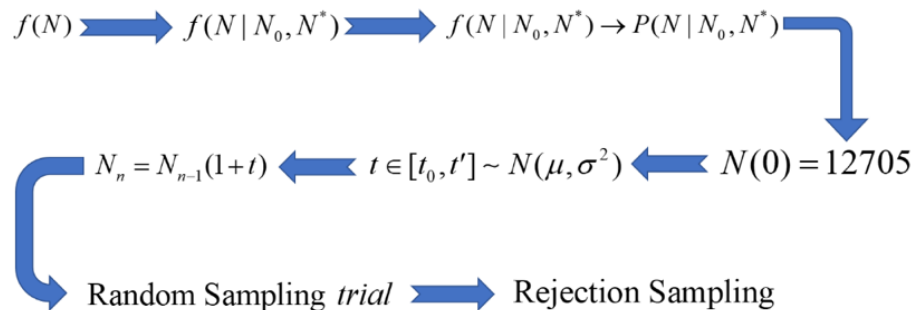 f(N) f(N | N₀, N*) f(N | N₀, N*) → P(N | N₀, N*)
Nₙ = Nₙ₋₁(1+t) t ∈ [t₀, t′] ~ N(μ, σ²) N(0) = 12705
Random Sampling trial Rejection Sampling